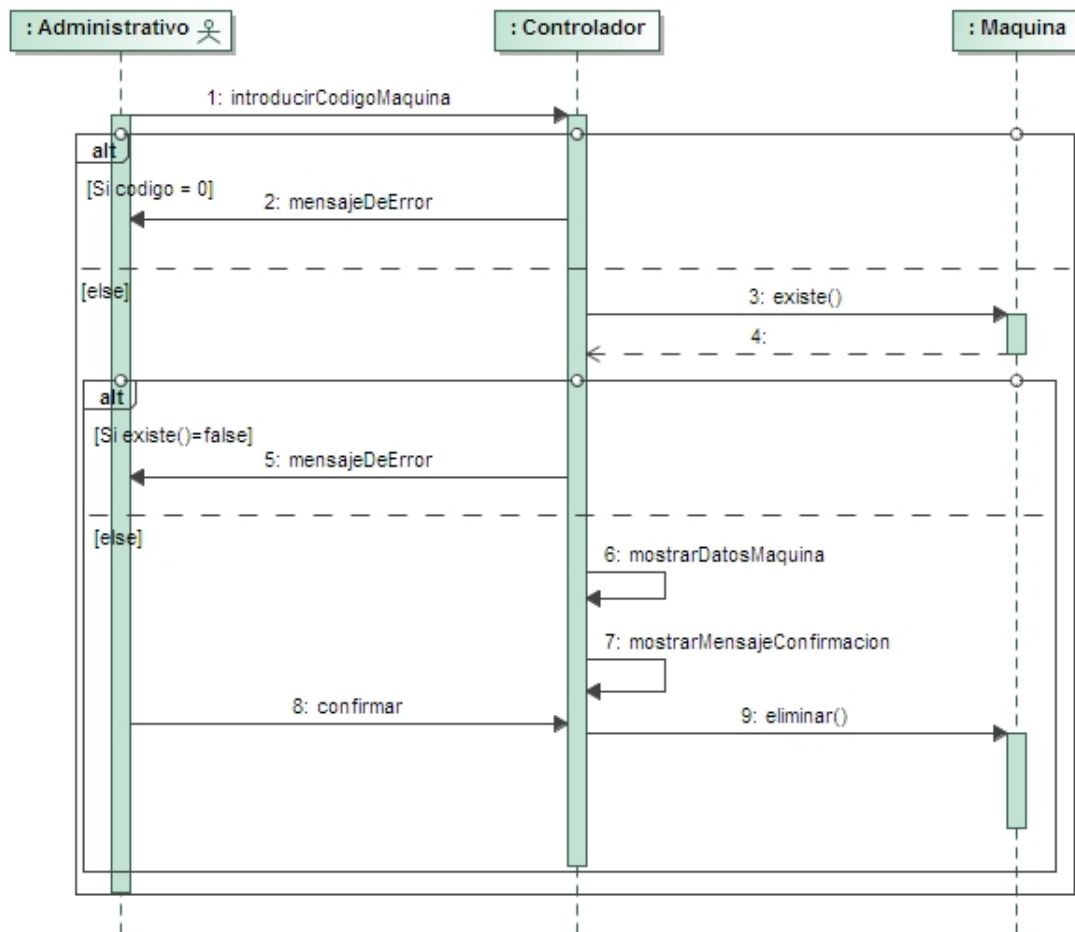 : Administrativo
: Controlador
: Maquina
1: introducirCodigoMaquina
alt
[Si codigo = 0]
2: mensajeDeError
[else]
3: existe()
4:
alt
[Si existe()=false]
5: mensajeDeError
[else]
6: mostrarDatosMaquina
7: mostrarMensajeConfirmacion
8: confirmar
9: eliminar()